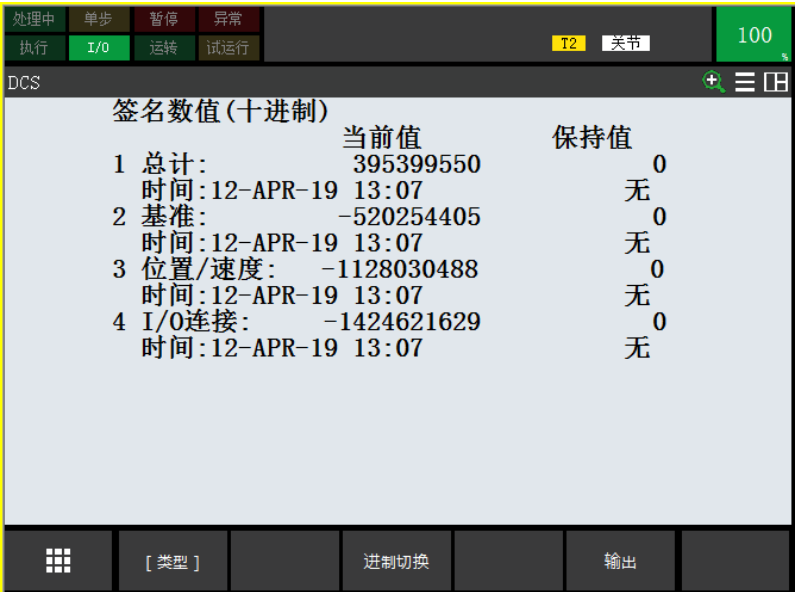 处理中 单步 暂停 异常
执行 I/O 运转 试运行 T2 关节 100 %
DCS
签名数值(十进制)
当前值 保持值
1 总计: 395399550 0
时间:12-APR-19 13:07 无
2 基准: -520254405 0
时间:12-APR-19 13:07 无
3 位置/速度: -1128030488 0
时间:12-APR-19 13:07 无
4 I/O连接: -1424621629 0
时间:12-APR-19 13:07 无
[ 类型 ] 进制切换 输出